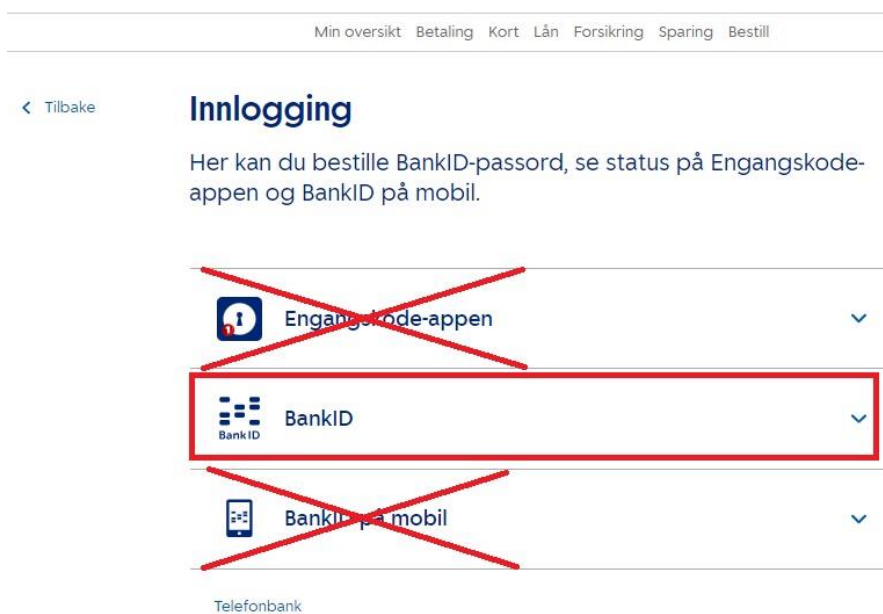 Min oversikt Betaling Kort Lån Forsikring Sparing Bestill
Tilbake
Innlogging
Her kan du bestille BankID-passord, se status på Engangskode-
appen og BankID på mobil.
1
Engangskode-appen
BankID
BankID
BankID på mobil
Telefonbank